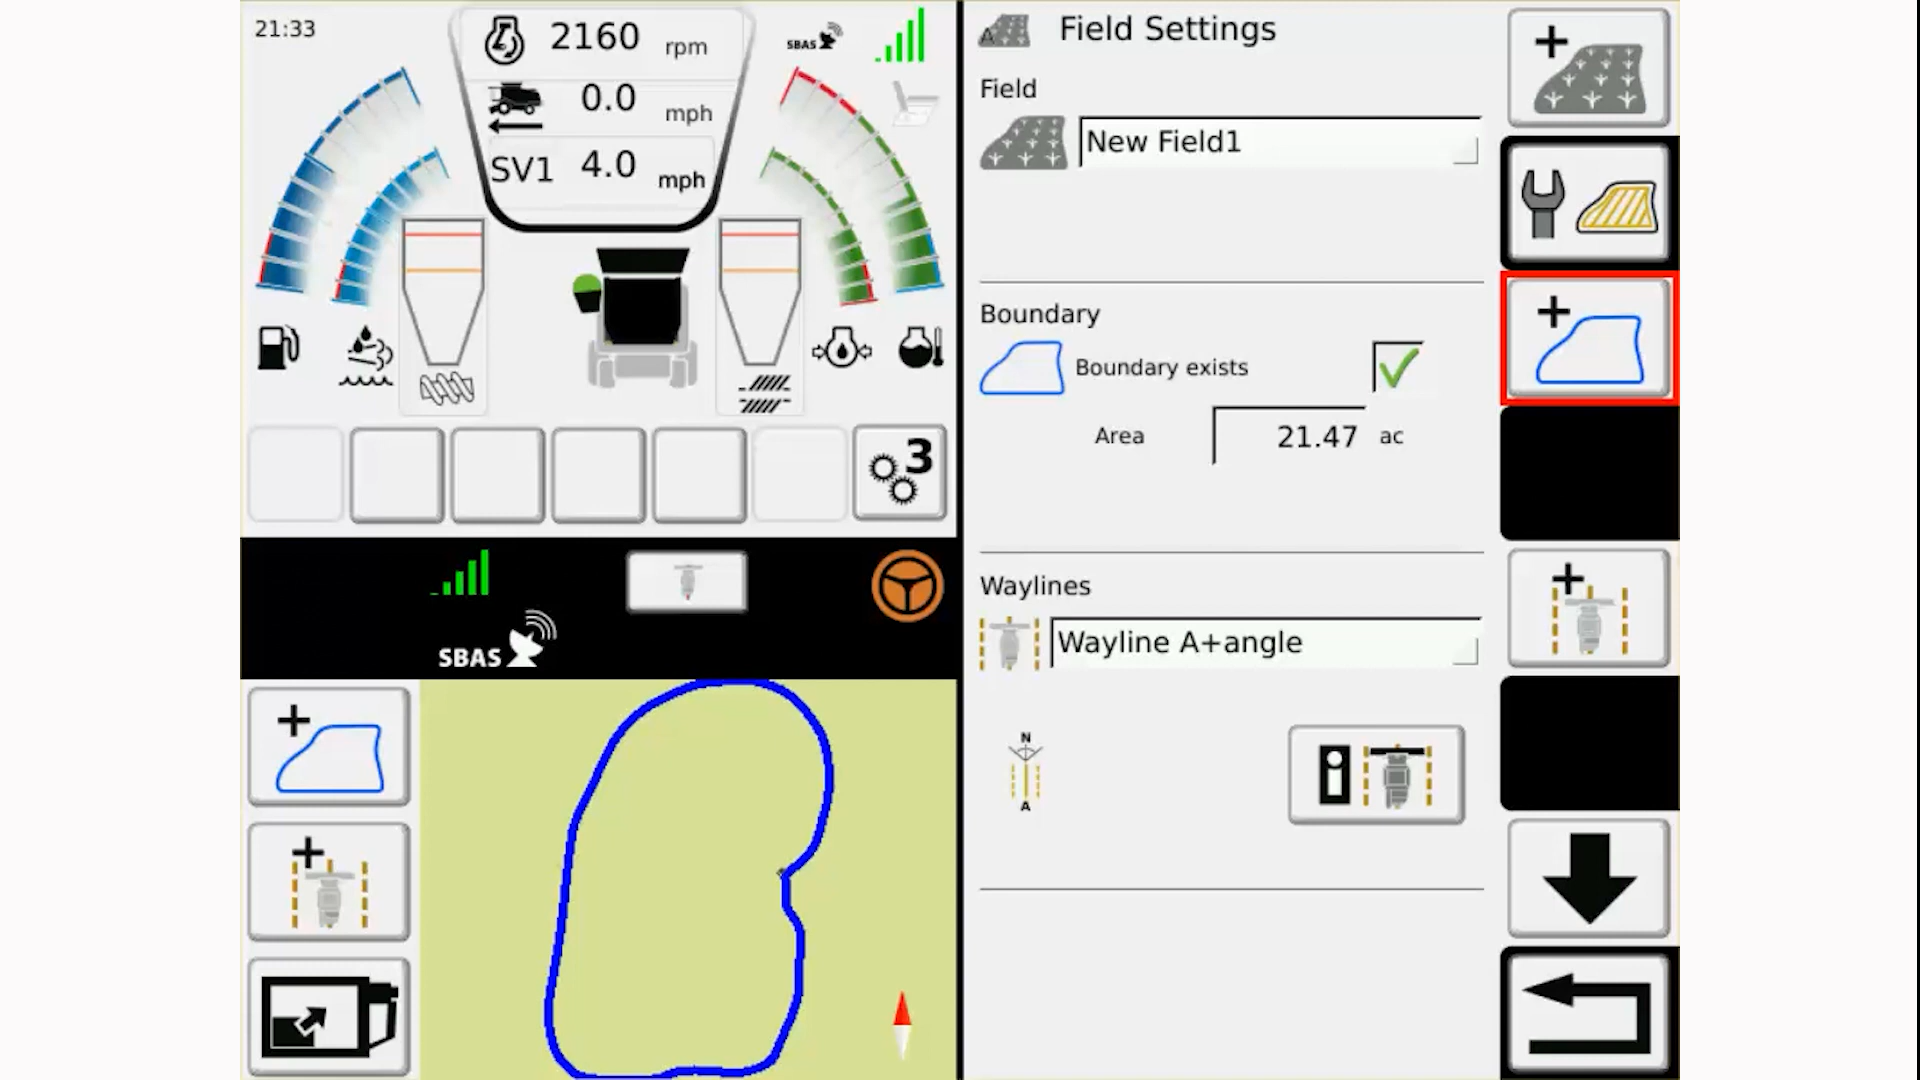 21:33
2160 rpm
SBAS
0.0 mph
SV1 4.0 mph
3
SBAS
Field Settings
A
Field
New Field1
Boundary
Boundary exists
Area 21.47 ac
Waylines
Wayline A+angle
N
A